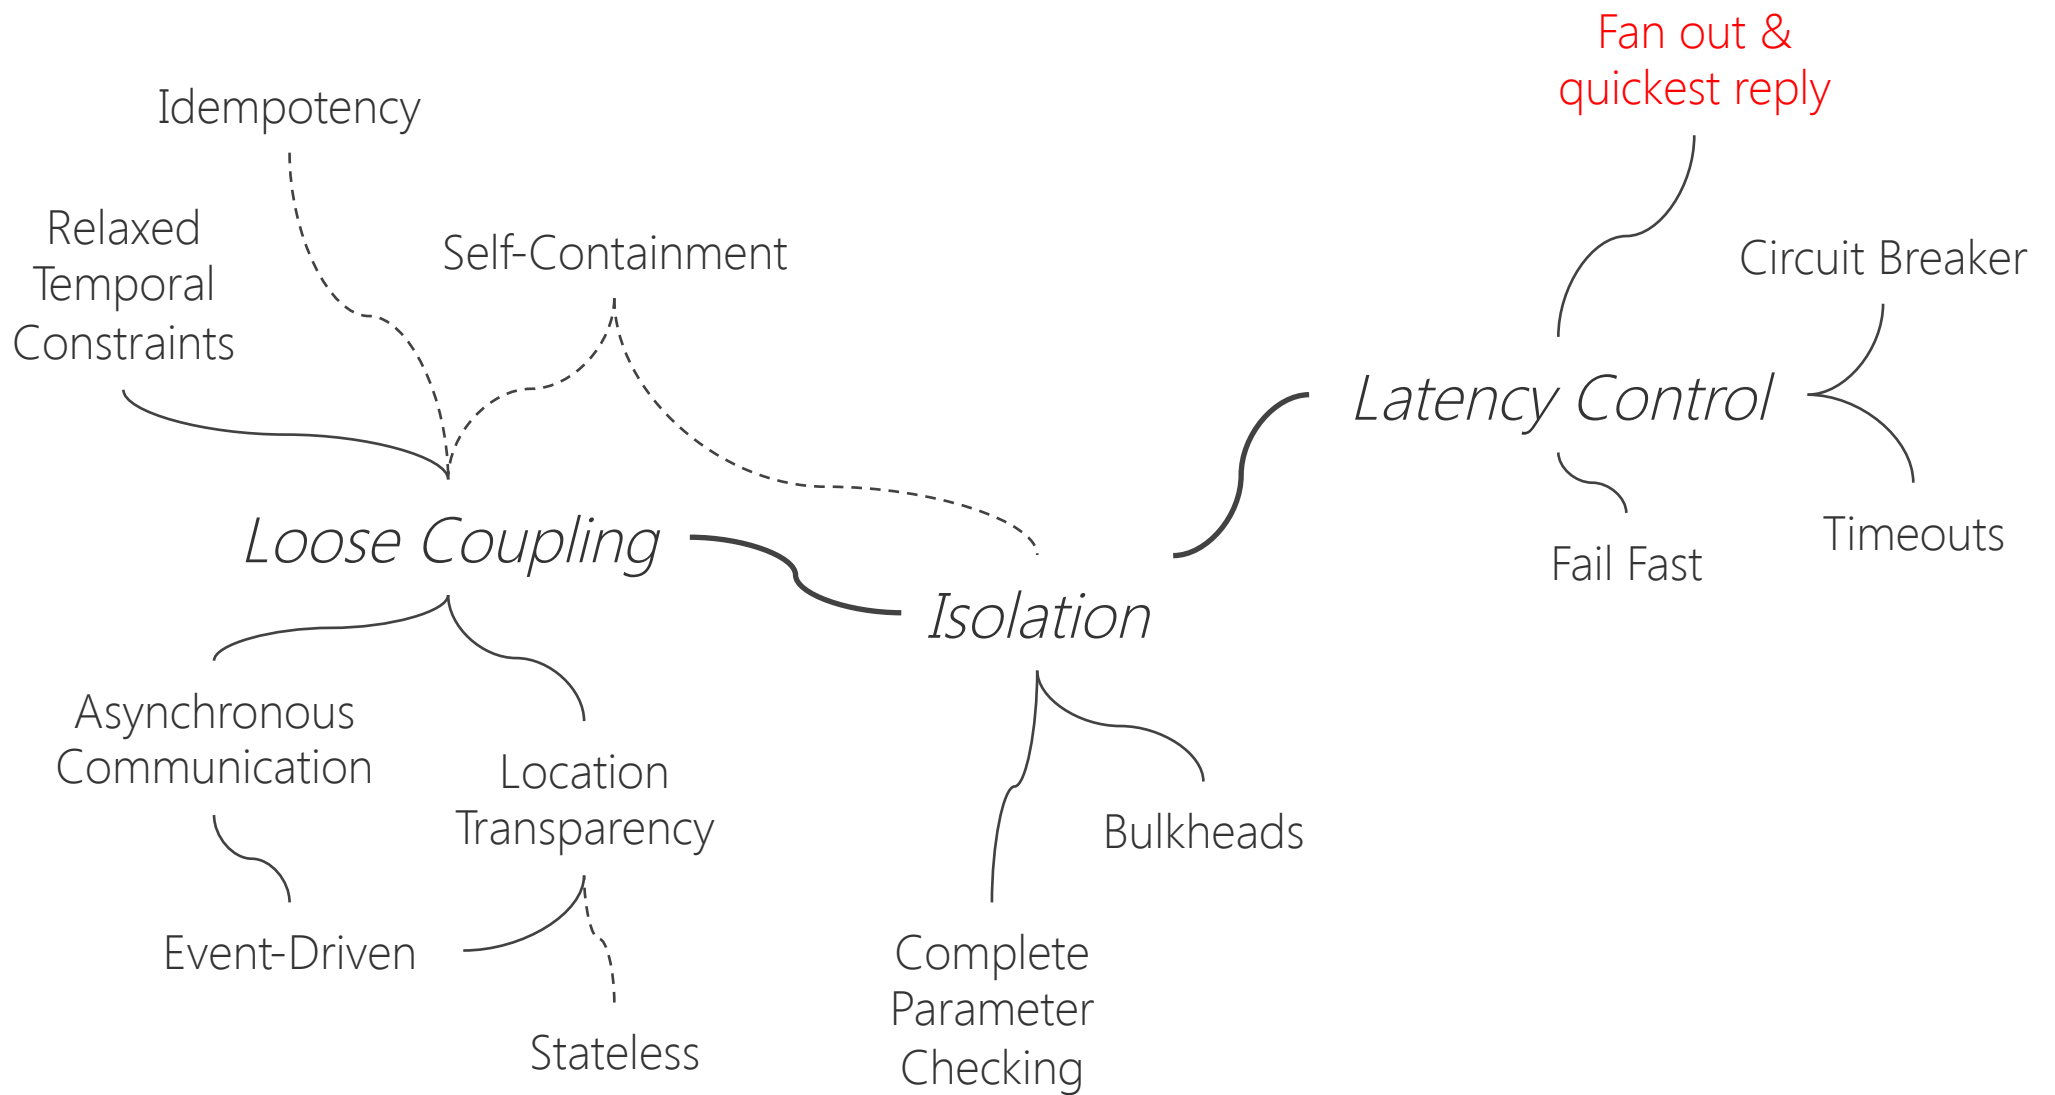 Fan out &
quickest reply
Idempotency
Relaxed
Temporal
Constraints
Self-Containment
Circuit Breaker
Latency Control
Loose Coupling
Fail Fast
Timeouts
Isolation
Asynchronous
Communication
Location
Transparency
Bulkheads
Event-Driven
Complete
Parameter
Checking
Stateless